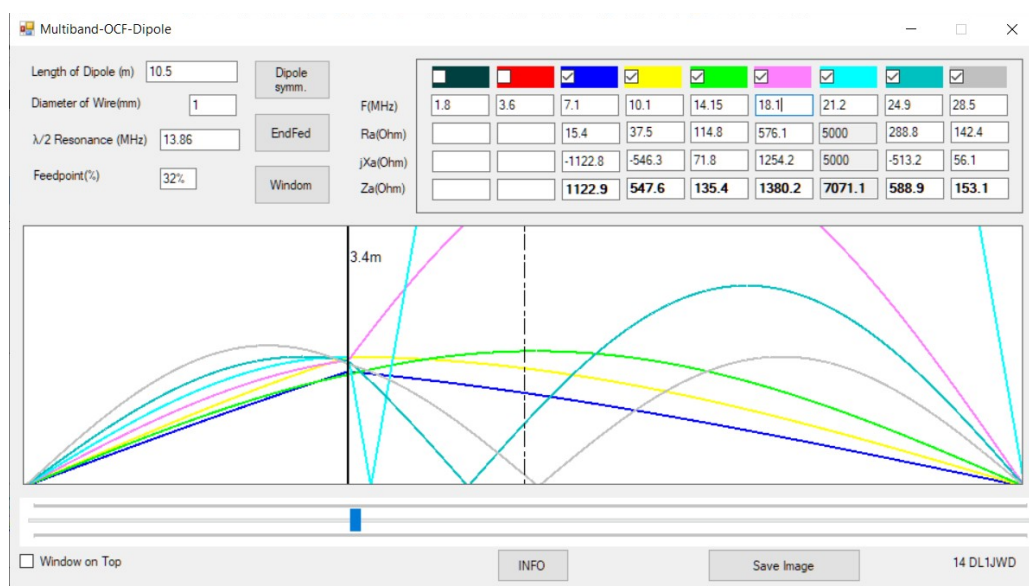 Multiband-OCF-Dipole
Length of Dipole (m) 10.5 Dipole symm.
Diameter of Wire(mm) 1
λ/2 Resonance (MHz) 13.86 EndFed
Feedpoint(%) 32% Windom
F(MHz) 1.8 3.6 7.1 10.1 14.15 18.1 21.2 24.9 28.5
Ra(Ohm) 15.4 37.5 114.8 576.1 5000 288.8 142.4
jXa(Ohm) -1122.8 -546.3 71.8 1254.2 5000 -513.2 56.1
Za(Ohm) 1122.9 547.6 135.4 1380.2 7071.1 588.9 153.1
3.4m
Window on Top INFO Save Image 14 DL1JWD